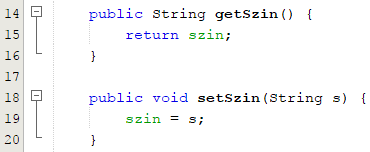 14 public String getSzin() {
15 return szin;
16 }
17
18 public void setSzin(String s) {
19 szin = s;
20 }